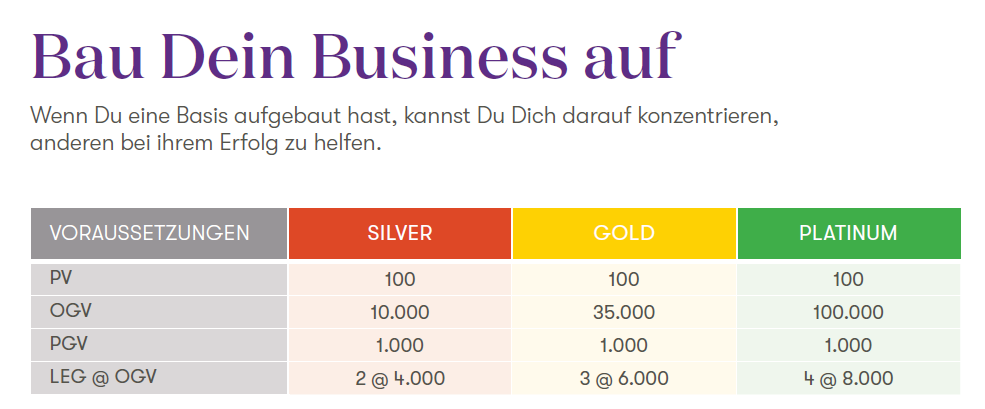 Bau Dein Business auf
Wenn Du eine Basis aufgebaut hast, kannst Du Dich darauf konzentrieren,
anderen bei ihrem Erfolg zu helfen.
VORAUSSETZUNGEN SILVER GOLD PLATINUM
PV 100 100 100
OGV 10.000 35.000 100.000
PGV 1.000 1.000 1.000
LEG @ OGV 2 @ 4.000 3 @ 6.000 4 @ 8.000